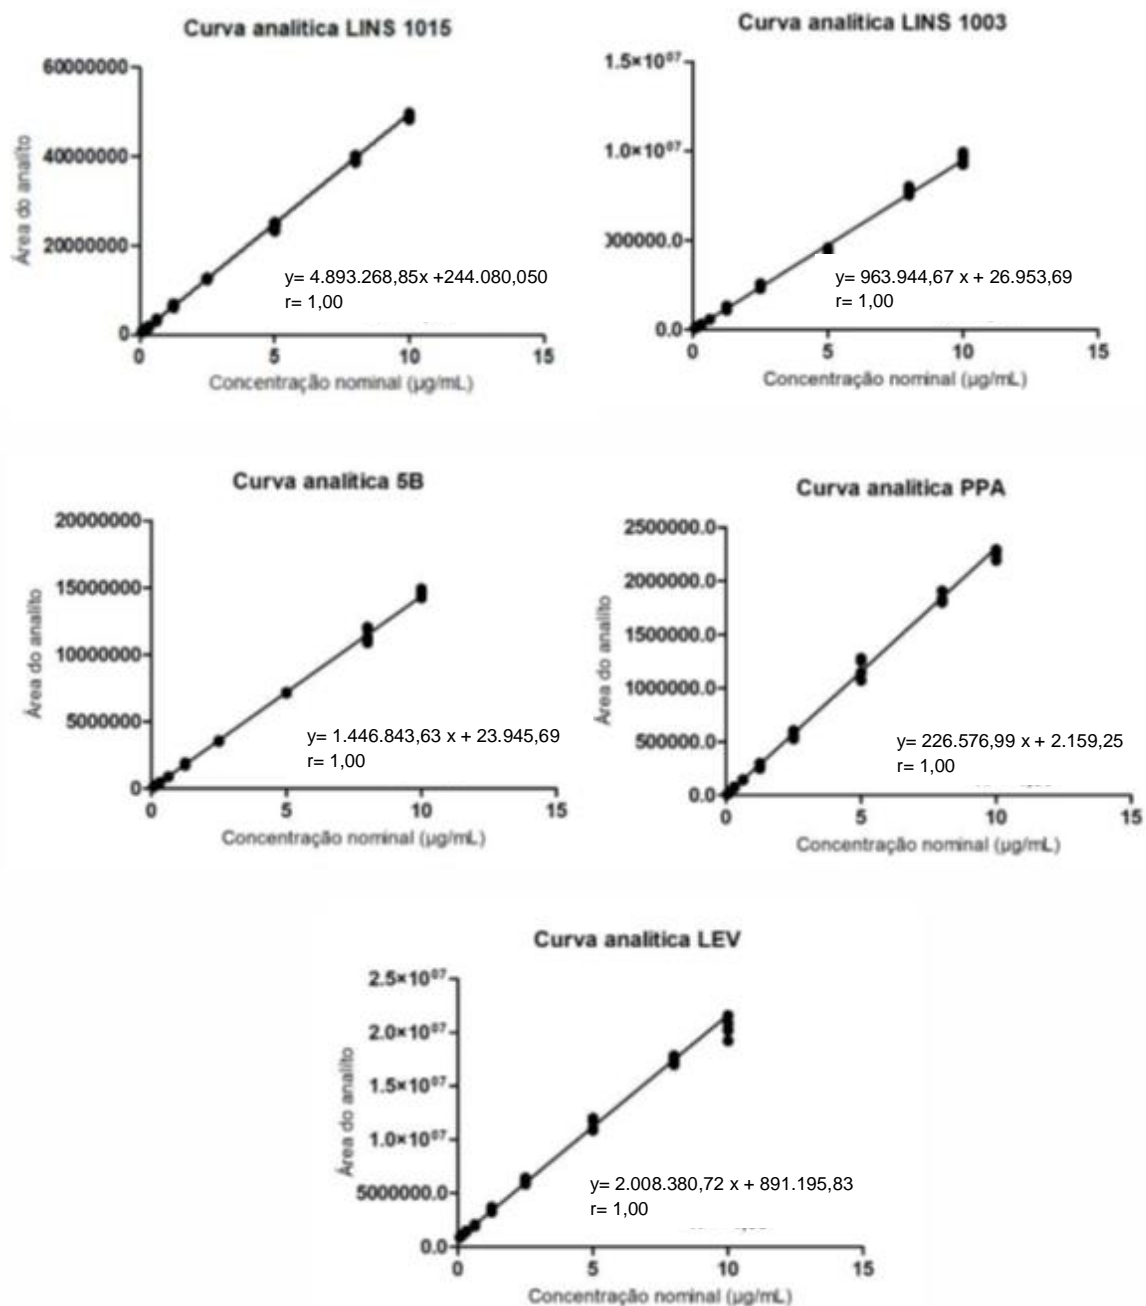 Curva analítica LINS 1015
60000000
40000000
20000000
0
Área do analito
y= 4.893.268,85x +244.080,050
r= 1,00
0 5 10 15
Concentração nominal (µg/mL)
Curva analítica LINS 1003
1.5×10⁰⁷
1.0×10⁰⁷
000000.0
0.0
y= 963.944,67 x + 26.953,69
r= 1,00
0 5 10 15
Concentração nominal (µg/mL)
Curva analítica 5B
20000000
15000000
10000000
5000000
0
Área do analito
y= 1.446.843,63 x + 23.945,69
r= 1,00
0 5 10 15
Concentração nominal (µg/mL)
Curva analítica PPA
2500000.0
2000000.0
1500000.0
1000000.0
500000.0
0.0
Área do analito
y= 226.576,99 x + 2.159,25
r= 1,00
0 5 10 15
Concentração nominal (µg/mL)
Curva analítica LEV
2.5×10⁰⁷
2.0×10⁰⁷
1.5×10⁰⁷
1.0×10⁰⁷
5000000.0
0.0
Área do analito
y= 2.008.380,72 x + 891.195,83
r= 1,00
0 5 10 15
Concentração nominal (µg/mL)